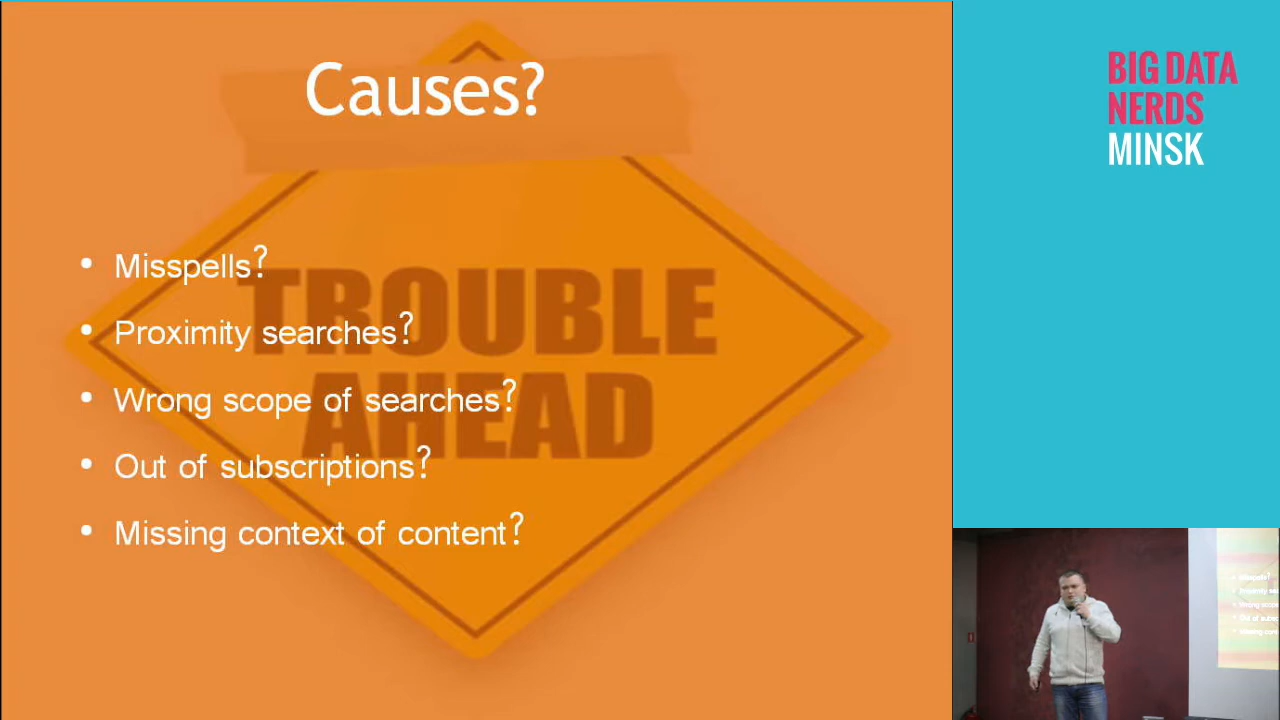 Causes?
TROUBLE
AHEAD
• Misspells?
• Proximity searches?
• Wrong scope of searches?
• Out of subscriptions?
• Missing context of content?
BIG DATA
NERDS
MINSK